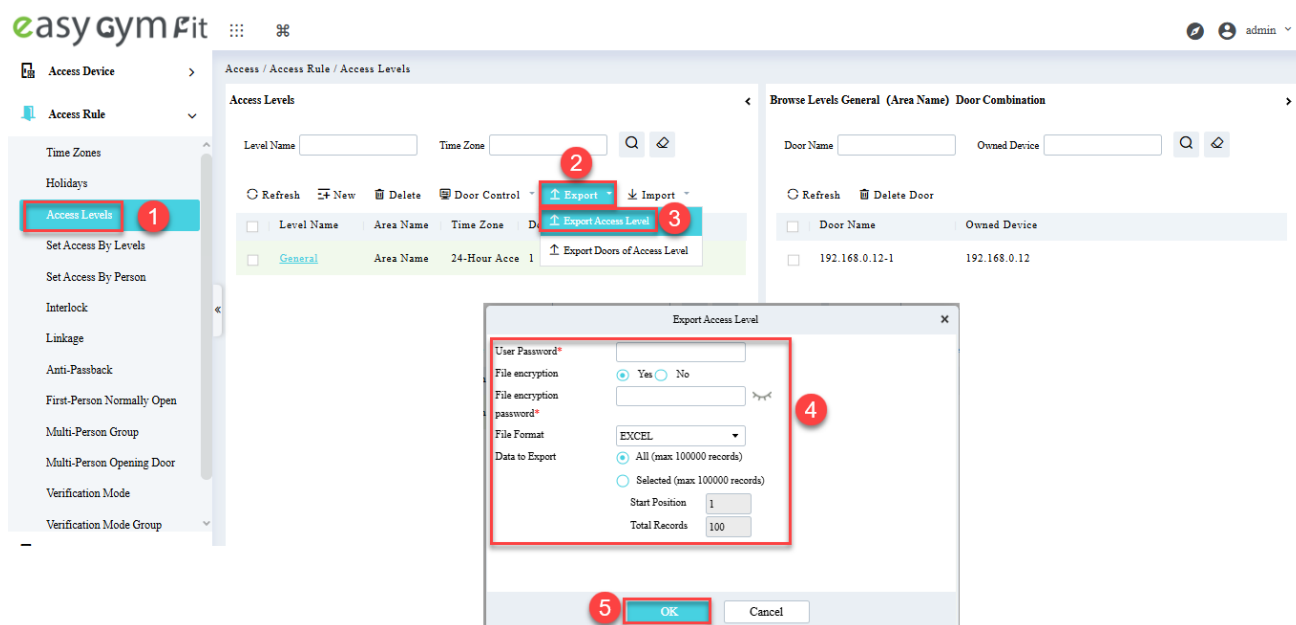 easy Gym Fit
admin
Access Device
Access / Access Rule / Access Levels
Access Rule
Time Zones
Holidays
Access Levels
1
Set Access By Levels
Set Access By Person
Interlock
Linkage
Anti-Passback
First-Person Normally Open
Multi-Person Group
Multi-Person Opening Door
Verification Mode
Verification Mode Group
Access Levels
Level Name
Time Zone
2
Refresh New Delete Door Control Export Import
Export Access Level
3
Export Doors of Access Level
Level Name Area Name Time Zone D
General Area Name 24-Hour Acce 1
Browse Levels General (Area Name) Door Combination
Door Name
Owned Device
Refresh Delete Door
Door Name Owned Device
192.168.0.12-1 192.168.0.12
Export Access Level
User Password*
File encryption Yes No
File encryption
password*
4
File Format EXCEL
Data to Export All (max 100000 records)
Selected (max 100000 records)
Start Position 1
Total Records 100
5
OK Cancel